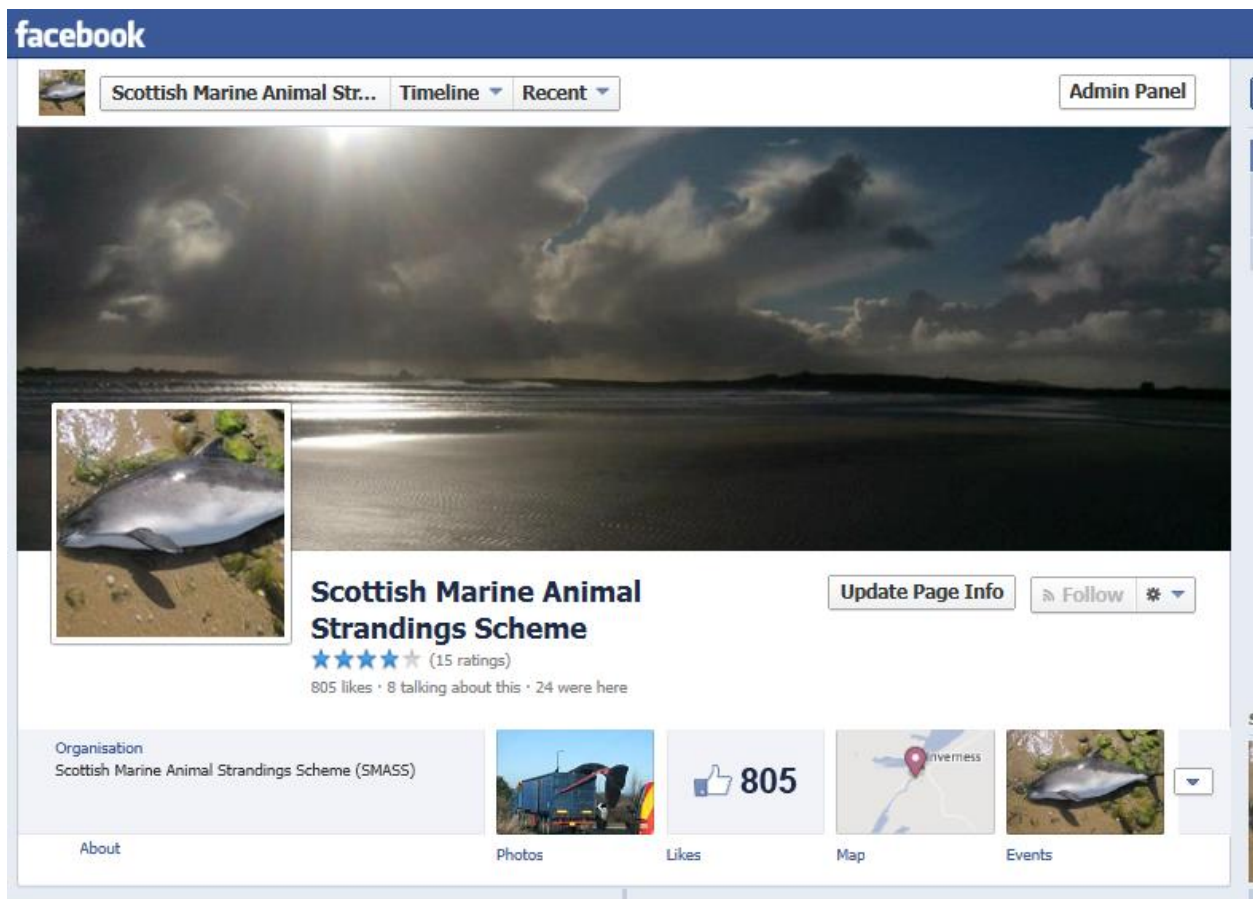 facebook
Scottish Marine Animal Str... Timeline Recent Admin Panel
Scottish Marine Animal
Strandings Scheme
Update Page Info Follow
(15 ratings)
805 likes · 8 talking about this · 24 were here
Organisation
Scottish Marine Animal Strandings Scheme (SMASS)
805
Inverness
About
Photos
Likes
Map
Events